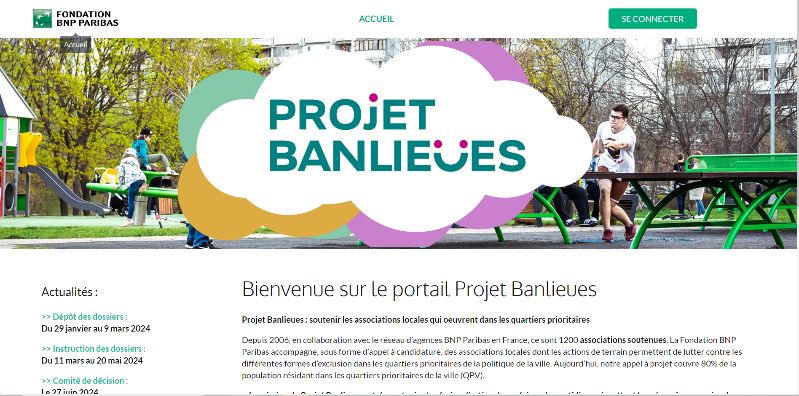 FONDATION
BNP PARIBAS
ACCUEIL
SE CONNECTER
Accueil
PROJET
BANLIEUES
Actualités :
>> Dépôt des dossiers :
Du 29 janvier au 9 mars 2024
>> Instruction des dossiers :
Du 11 mars au 20 mai 2024
>> Comité de décision :
Le 27 juin 2024
Bienvenue sur le portail Projet Banlieues
Projet Banlieues : soutenir les associations locales qui oeuvrent dans les quartiers prioritaires
Depuis 2006, en collaboration avec le réseau d'agences BNP Paribas en France, ce sont 1200 associations soutenues. La Fondation BNP
Paribas accompagne, sous forme d'appel à candidature, des associations locales dont les actions de terrain permettent de lutter contre les
différentes formes d'exclusion dans les quartiers prioritaires de la politique de la ville. Aujourd'hui, notre appel à projet couvre 80% de la
population résidant dans les quartiers prioritaires de la ville (QPV).